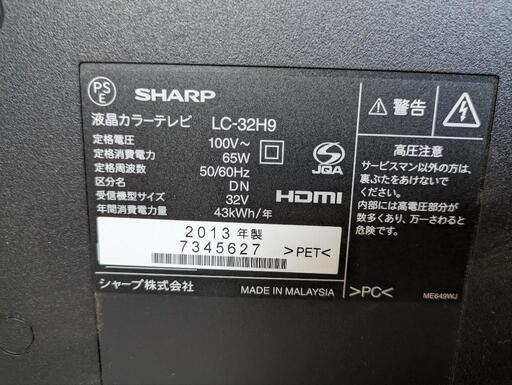 PS
E
SHARP
液晶カラーテレビ LC-32H9
定格電圧 100V～
定格消費電力 65W
定格周波数 50/60Hz
区分名 DN
受信機型サイズ 32V
年間消費電力量 43kWh/年
JQA
HDMI
2013年製
7345627
>PET<
シャープ株式会社
MADE IN MALAYSIA
警告
高圧注意
サービスマン以外の方は、
裏ぶたをあけないで
ください。
内部には高電圧部分が
数多くあり、万一さわると
危険です。
>PC<
ME649WJ